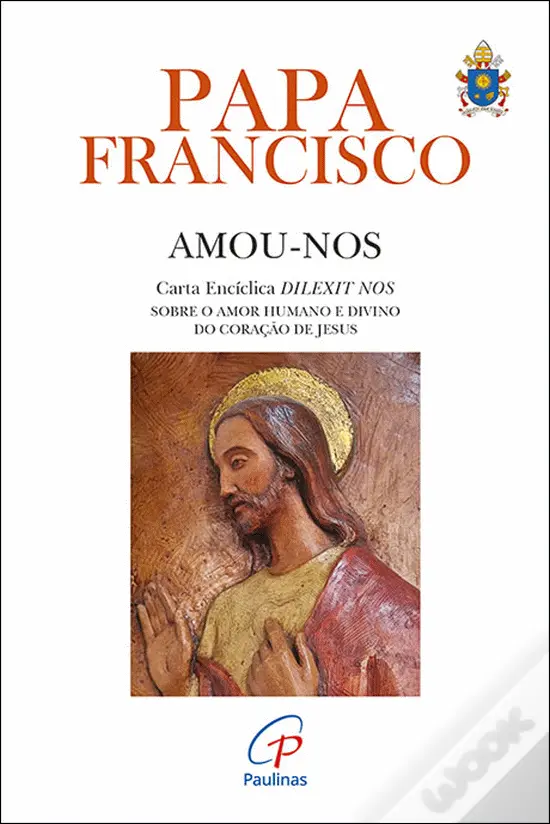 PAPA
FRANCISCO
AMOU-NOS
Carta Encíclica DILEXIT NOS
SOBRE O AMOR HUMANO E DIVINO
DO CORAÇÃO DE JESUS
Paulinas
WOOK